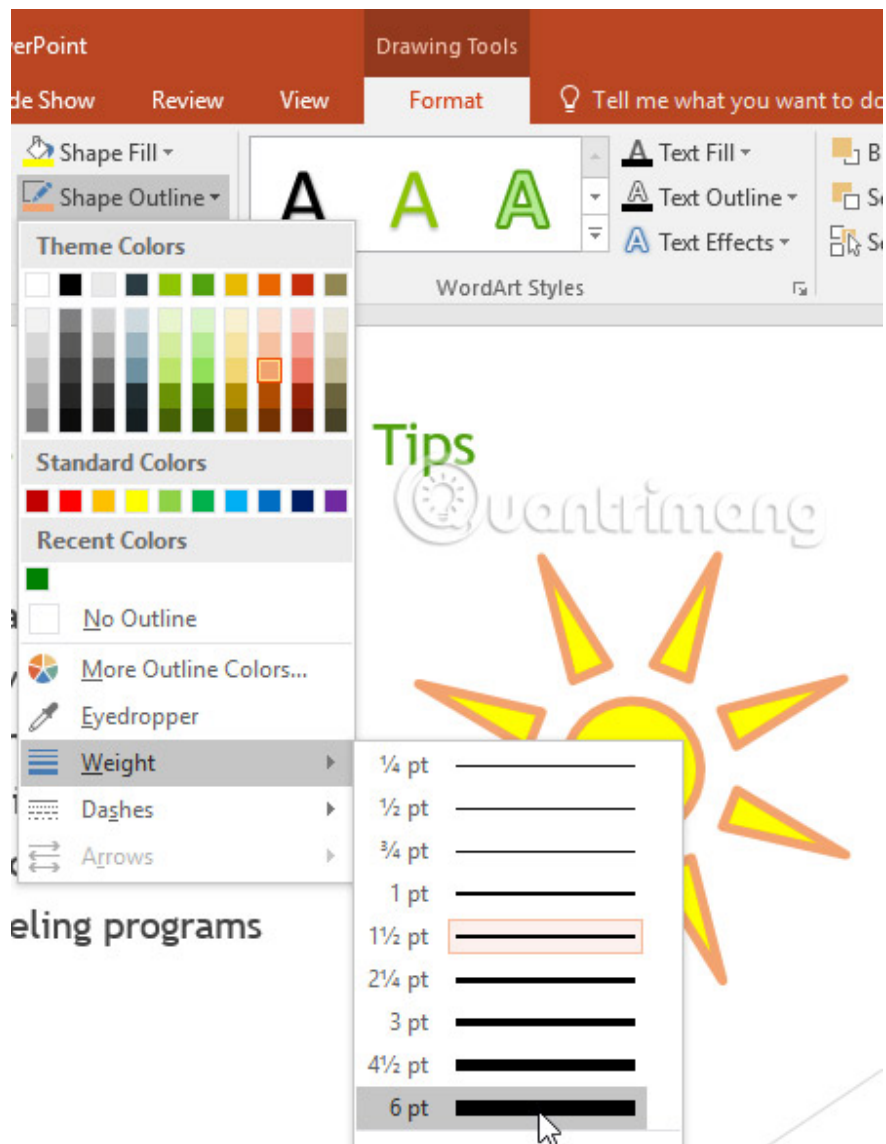 erPoint
Drawing Tools
de Show Review View Format Tell me what you want to do
Shape Fill
Shape Outline
A A A
A Text Fill
A Text Outline
A Text Effects
B
Se
Se
WordArt Styles
Theme Colors
Standard Colors
Recent Colors
No Outline
More Outline Colors...
Eyedropper
Weight
Dashes
Arrows
¼ pt
½ pt
¾ pt
1 pt
1½ pt
2¼ pt
3 pt
4½ pt
6 pt
Tips
Quantrimang
eling programs